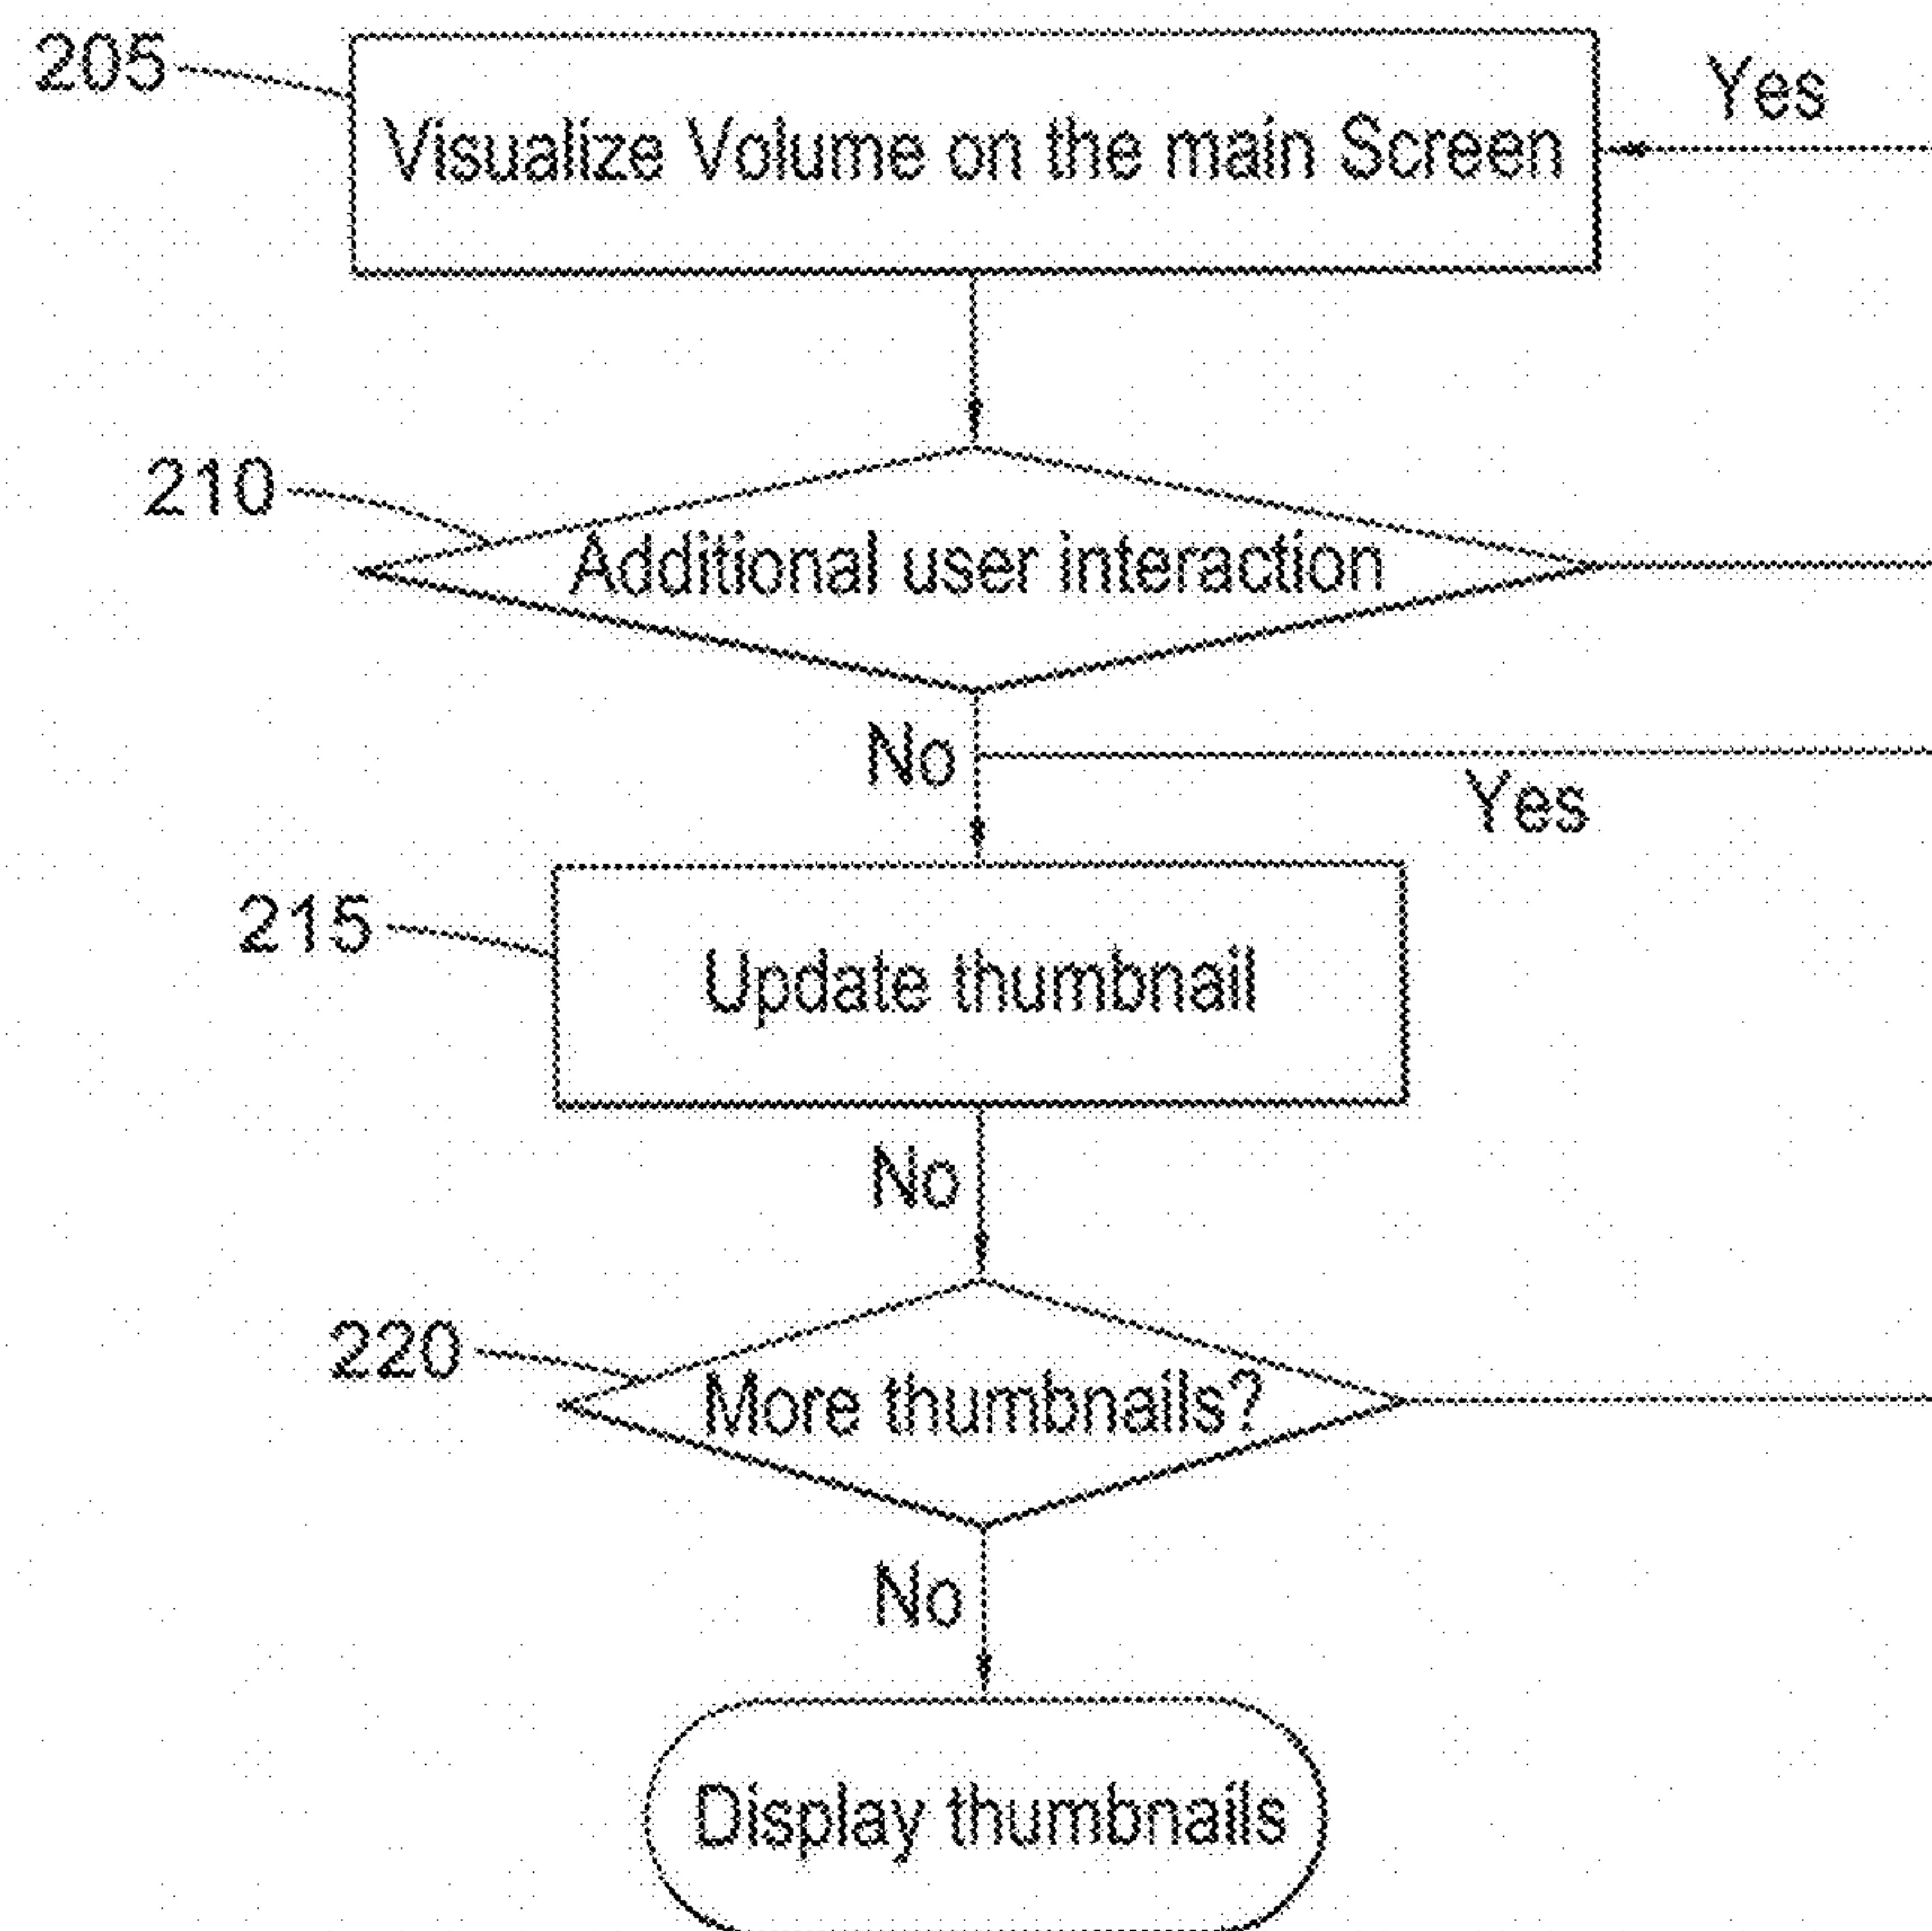 205
Visualize Volume on the main Screen
Yes
210
Additional user interaction
No
Yes
215
Update thumbnail
No
220
More thumbnails?
No
Display thumbnails